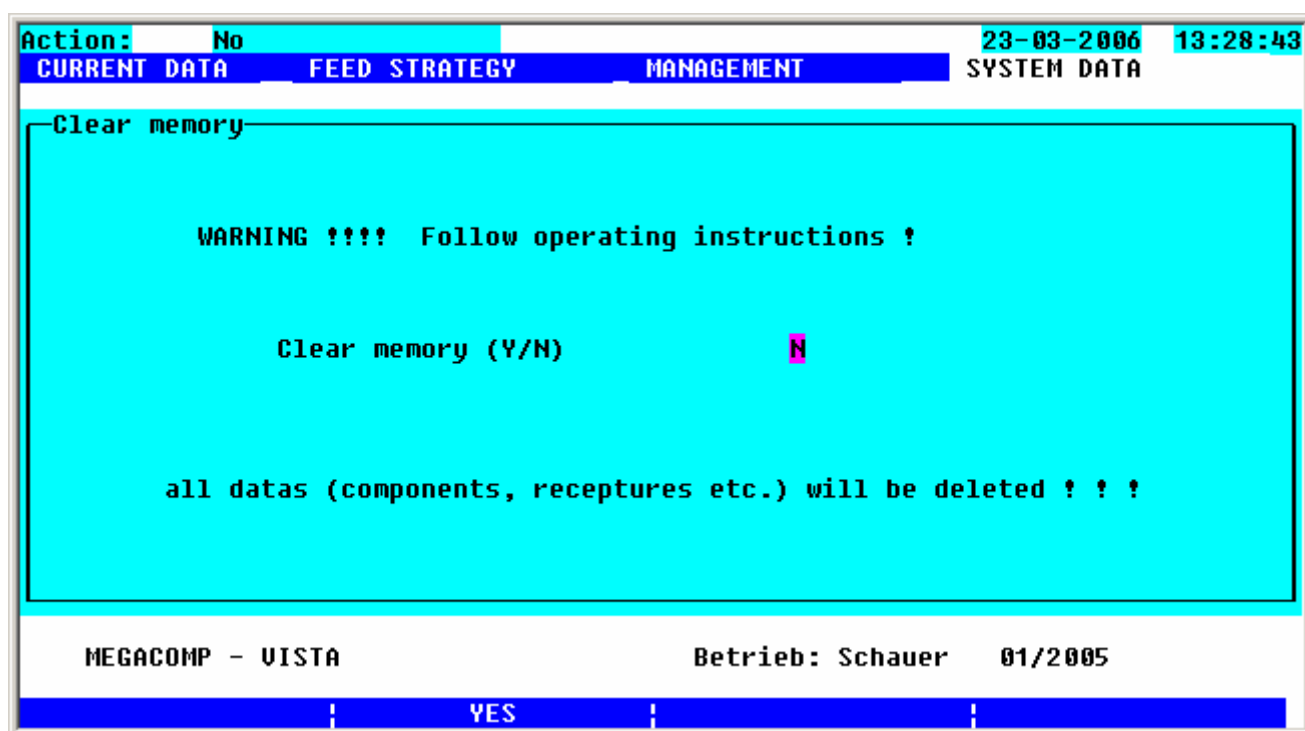 Action: No 23-03-2006 13:28:43
CURRENT DATA FEED STRATEGY MANAGEMENT SYSTEM DATA
Clear memory
WARNING !!!! Follow operating instructions !
Clear memory (Y/N) N
all datas (components, receptures etc.) will be deleted ! ! !
MEGACOMP - VISTA Betrieb: Schauer 01/2005
YES